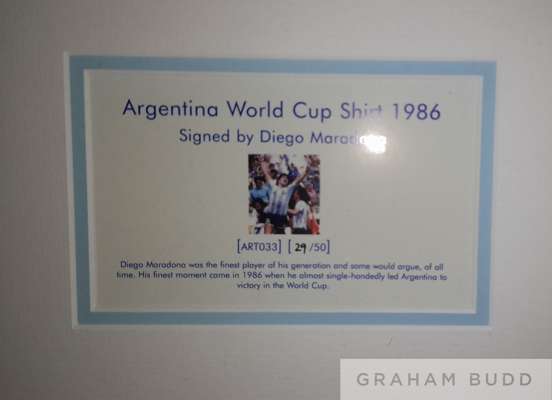 Argentina World Cup Shirt 1986
Signed by Diego Maradona
[ART033] [29/50]
Diego Maradona was the finest player of his generation and some would argue, of all
time. His finest moment came in 1986 when he almost single-handedly led Argentina to
victory in the World Cup.
GRAHAM BUDD